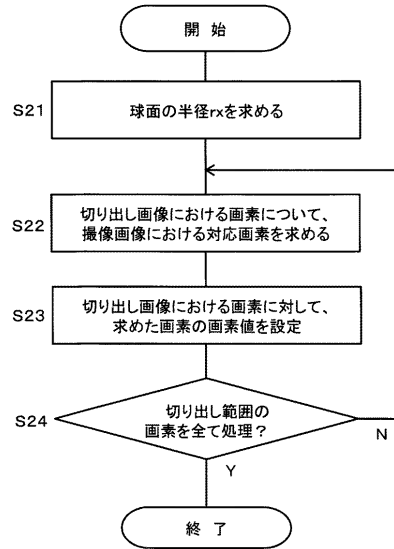 開 始
S21
球面の半径rxを求める
S22
切り出し画像における画素について、
撮像画像における対応画素を求める
S23
切り出し画像における画素に対して、
求めた画素の画素値を設定
S24
切り出し範囲の
画素を全て処理？
N
Y
終 了